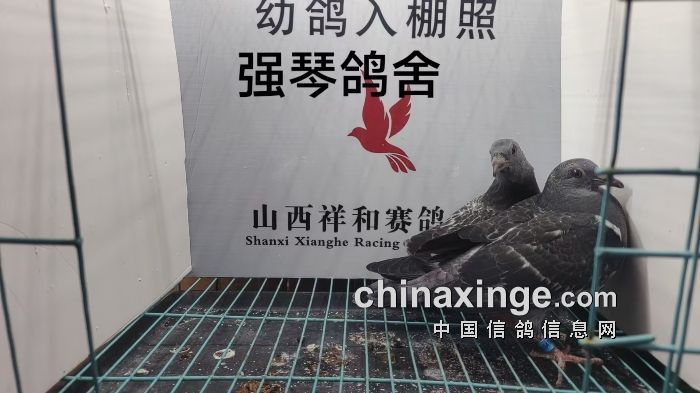 幼鸽入棚照
强琴鸽舍
山西祥和赛鸽
Shanxi Xianghe Racing
chinaxinge.com
中国信鸽信息网